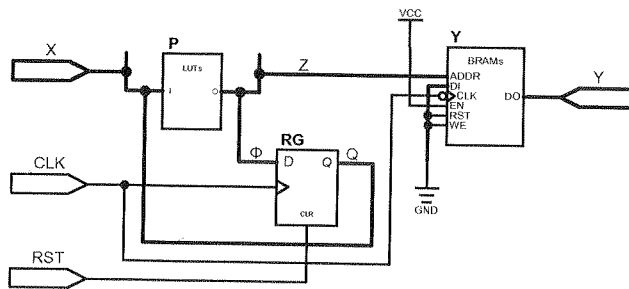 VCC
X
P
Y
LUTs
BRAMs
I
O
Z
ADDR
DI
CLK
EN
RST
WE
DO
Y
RG
Φ
D
Q
Q
CLK
CLR
GND
RST